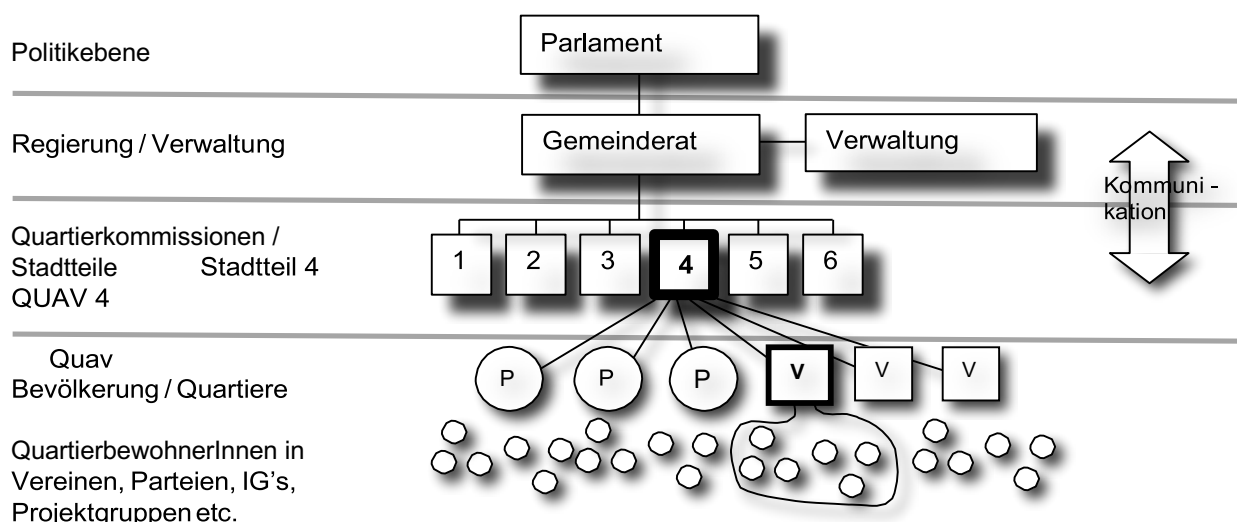 Politikebene
Parlament
Regierung / Verwaltung
Gemeinderat
Verwaltung
Kommuni -
kation
Quartierkommissionen /
Stadtteile Stadtteil 4
QUAV 4
1 2 3 4 5 6
Quav
Bevölkerung / Quartiere
P P P V V V
QuartierbewohnerInnen in
Vereinen, Parteien, IG's,
Projektgruppen etc.